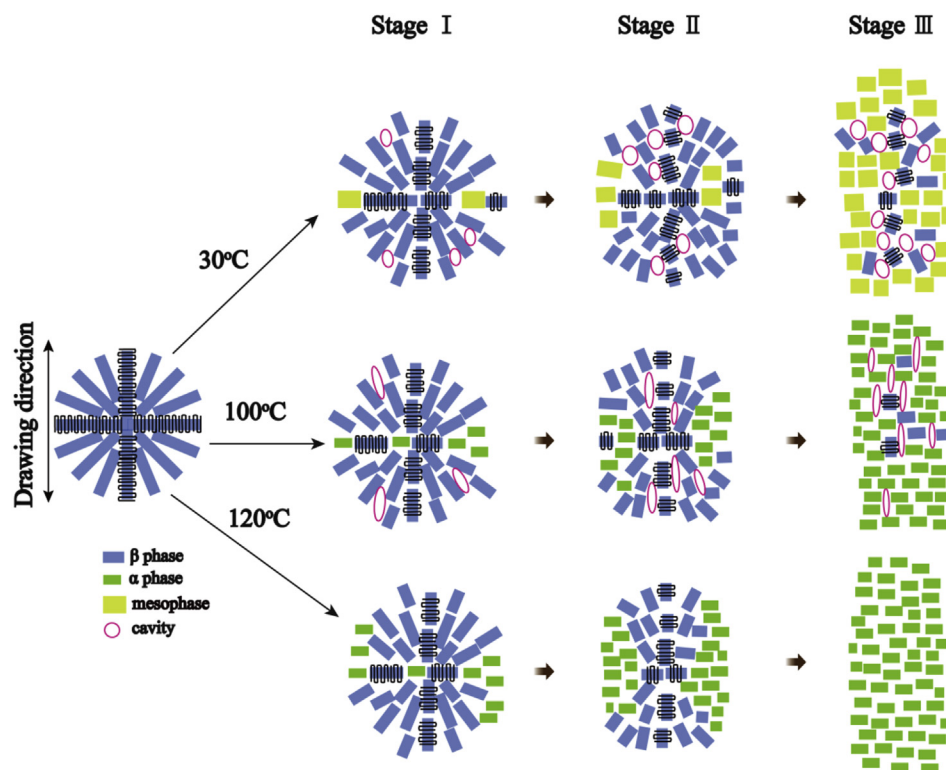 Stage Ⅰ
Stage Ⅱ
Stage Ⅲ
30°C
100°C
120°C
Drawing direction
β phase
α phase
mesophase
cavity